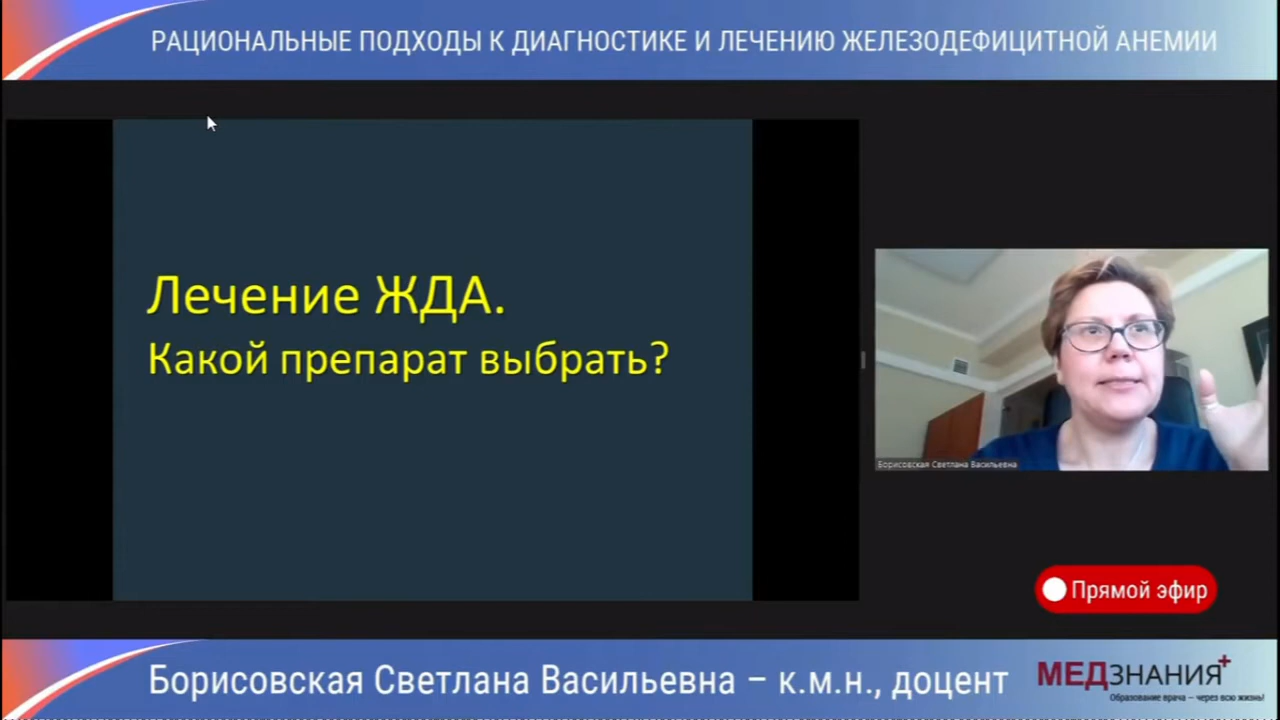 РАЦИОНАЛЬНЫЕ ПОДХОДЫ К ДИАГНОСТИКЕ И ЛЕЧЕНИЮ ЖЕЛЕЗОДЕФИЦИТНОЙ АНЕМИИ
Лечение ЖДА.
Какой препарат выбрать?
Борисовская Светлана Васильевна
Прямой эфир
Борисовская Светлана Васильевна – к.м.н., доцент
МЕДЗНАНИЯ+
Образование врача – через всю жизнь!